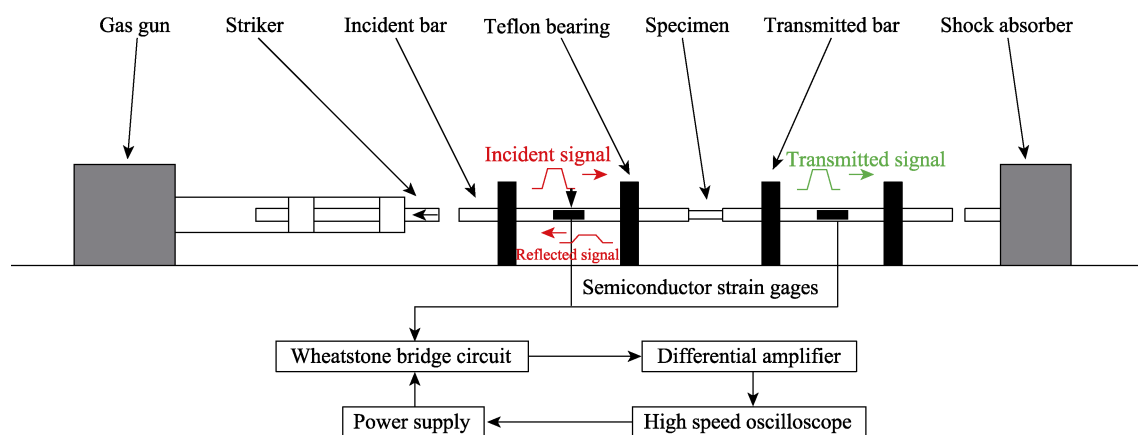 Gas gun
Striker
Incident bar
Teflon bearing
Specimen
Transmitted bar
Shock absorber
Incident signal
Transmitted signal
Reflected signal
Semiconductor strain gages
Wheatstone bridge circuit
Differential amplifier
Power supply
High speed oscilloscope